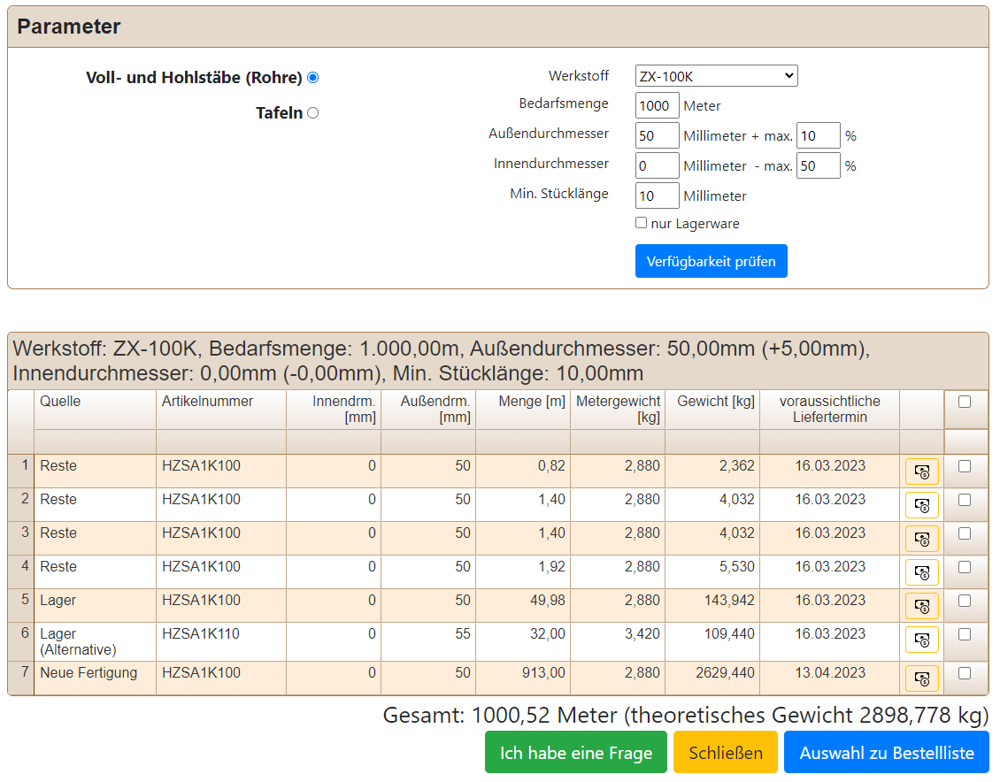 Parameter
Voll- und Hohlstäbe (Rohre)
Tafeln
Werkstoff ZX-100K
Bedarfsmenge 1000 Meter
Außendurchmesser 50 Millimeter + max. 10 %
Innendurchmesser 0 Millimeter - max. 50 %
Min. Stücklänge 10 Millimeter
nur Lagerware
Verfügbarkeit prüfen
Werkstoff: ZX-100K, Bedarfsmenge: 1.000,00m, Außendurchmesser: 50,00mm (+5,00mm),
Innendurchmesser: 0,00mm (-0,00mm), Min. Stücklänge: 10,00mm
Quelle Artikelnummer Innendrm. Außendrm. Menge [m] Metergewicht Gewicht [kg] voraussichtliche
[mm] [mm] [kg] Liefertermin
1 Reste HZSA1K100 0 50 0,82 2,880 2,362 16.03.2023
2 Reste HZSA1K100 0 50 1,40 2,880 4,032 16.03.2023
3 Reste HZSA1K100 0 50 1,40 2,880 4,032 16.03.2023
4 Reste HZSA1K100 0 50 1,92 2,880 5,530 16.03.2023
5 Lager HZSA1K100 0 50 49,98 2,880 143,942 16.03.2023
6 Lager HZSA1K110 0 55 32,00 3,420 109,440 16.03.2023
(Alternative)
7 Neue Fertigung HZSA1K100 0 50 913,00 2,880 2629,440 13.04.2023
Gesamt: 1000,52 Meter (theoretisches Gewicht 2898,778 kg)
Ich habe eine Frage Schließen Auswahl zu Bestellliste